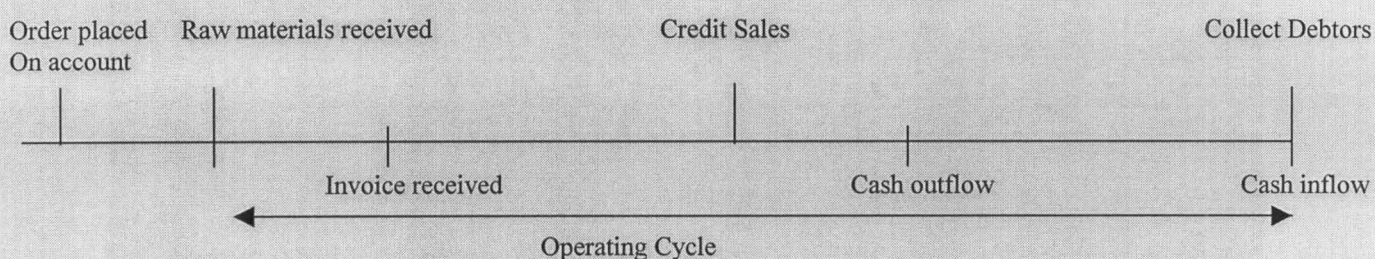 Order placed Raw materials received Credit Sales Collect Debtors
On account
Invoice received Cash outflow Cash inflow
Operating Cycle